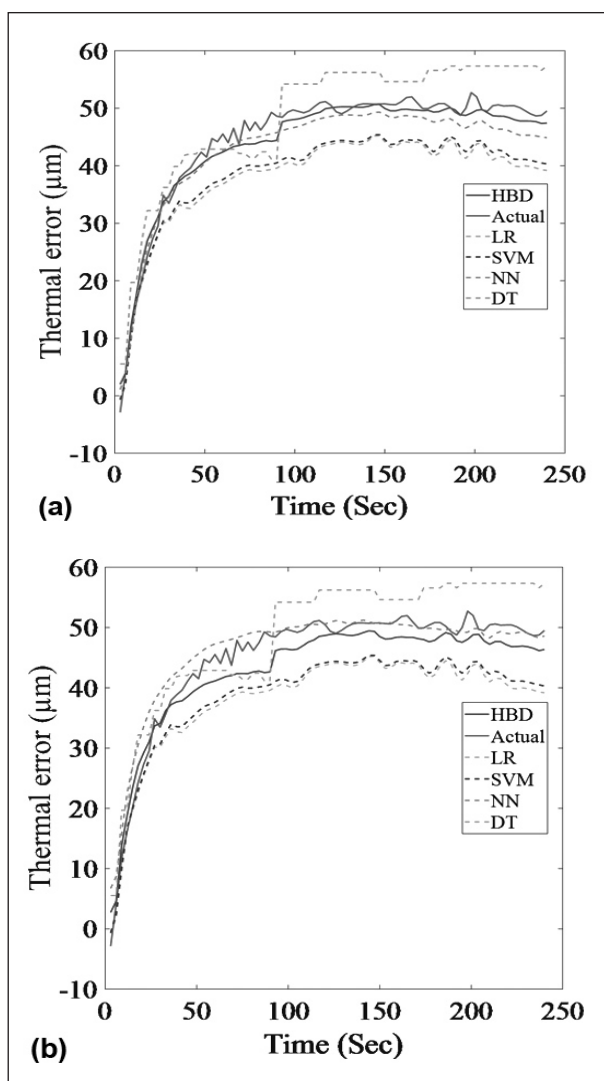 60
50
40
30
20
10
0
-10
Thermal error (µm)
HBD
Actual
LR
SVM
NN
DT
0 50 100 150 200 250
Time (Sec)
(a)
60
50
40
30
20
10
0
-10
Thermal error (µm)
HBD
Actual
LR
SVM
NN
DT
0 50 100 150 200 250
Time (Sec)
(b)